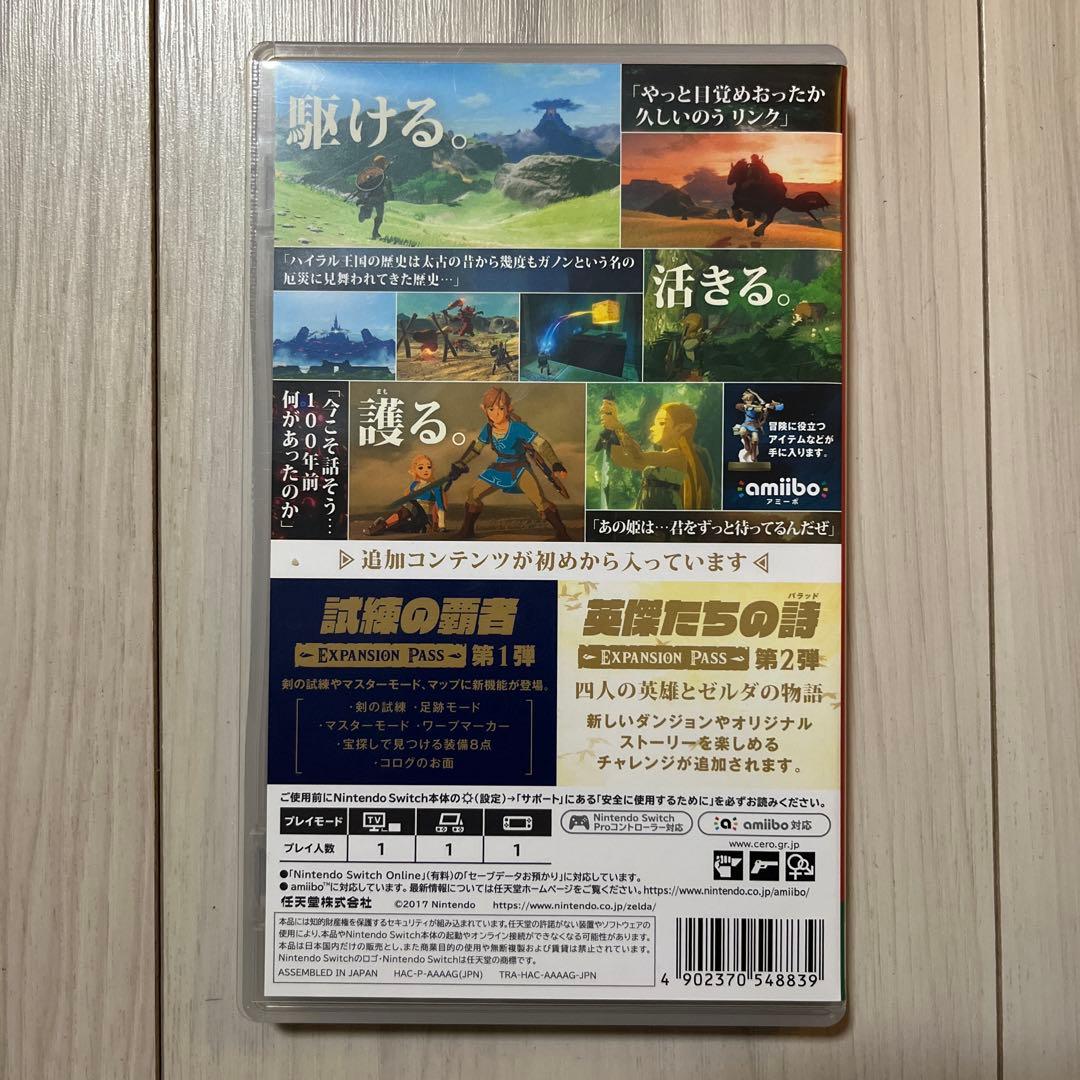 駆ける。
「やっと目覚めおったか
久しいのう リンク」
「ハイラル王国の歴史は太古の昔から幾度もガノンという名の
厄災に見舞われてきた歴史…」
活きる。
「今こそ話そう…
100年前
何があったのか」
まも
護る。
冒険に役立つ
アイテムなどが
手に入ります。
amiibo
アミーボ
「あの姫は…君をずっと待ってるんだぜ」
追加コンテンツが初めから入っています
試練の覇者
EXPANSION PASS 第1弾
剣の試練やマスターモード、マップに新機能が登場。
・剣の試練 ・足跡モード
・マスターモード ・ワープマーカー
・宝探しで見つける装備8点
・コログのお面
バラッド
英傑たちの詩
EXPANSION PASS 第2弾
四人の英雄とゼルダの物語
新しいダンジョンやオリジナル
ストーリーを楽しめる
チャレンジが追加されます。
ご使用前にNintendo Switch本体の(設定)→「サポート」にある「安全に使用するために」を必ずお読みください。
プレイモード TV
プレイ人数 1 1 1
Nintendo Switch
Proコントローラー対応
amiibo 対応
www.cero.gr.jp
●「Nintendo Switch Online」(有料)の「セーブデータお預かり」に対応しています。
● amiibo™に対応しています。最新情報については任天堂ホームページをご覧ください。https://www.nintendo.co.jp/amiibo/
任天堂株式会社 ©2017 Nintendo https://www.nintendo.co.jp/zelda/
本品には知的財産権を保護するセキュリティが組み込まれています。任天堂の許諾がない装置やソフトウェアの
使用により、本品やNintendo Switch本体の起動やオンライン接続ができなくなる可能性があります。
本品は日本国内だけの販売とし、また商業目的の使用や無断複製および賃貸は禁止されています。
Nintendo Switchのロゴ・Nintendo Switchは任天堂の商標です。
ASSEMBLED IN JAPAN HAC-P-AAAAG(JPN) TRA-HAC-AAAAG-JPN
4 902370 548839